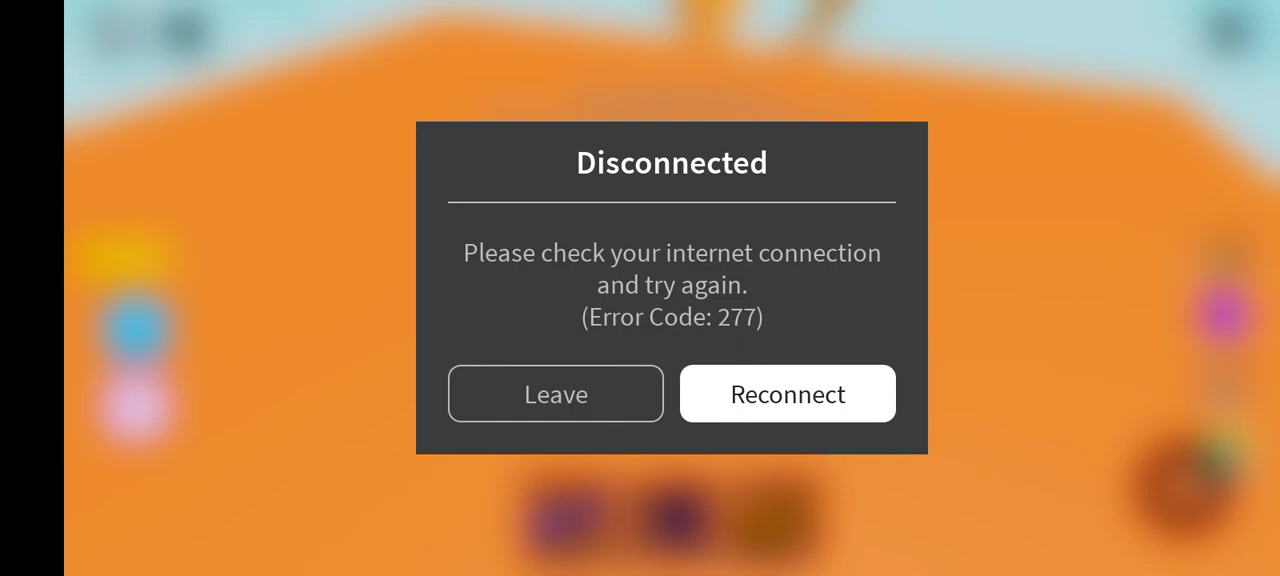 Disconnected
Please check your internet connection
and try again.
(Error Code: 277)
Leave
Reconnect